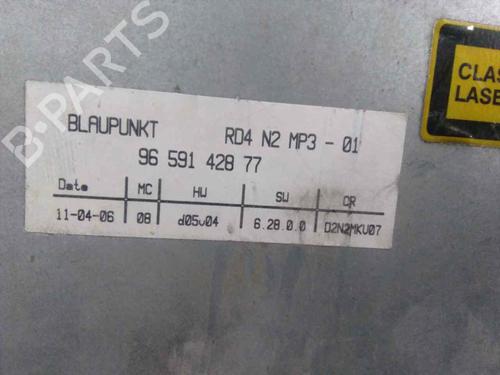 B-PARTS
BLAUPUNKT RD4 N2 MP3 - 01
96 591 428 77
Date MC HW SW CR
11-04-06 08 d05v04 6.28.0.0 D2N2MKV07
CLAS
LASE